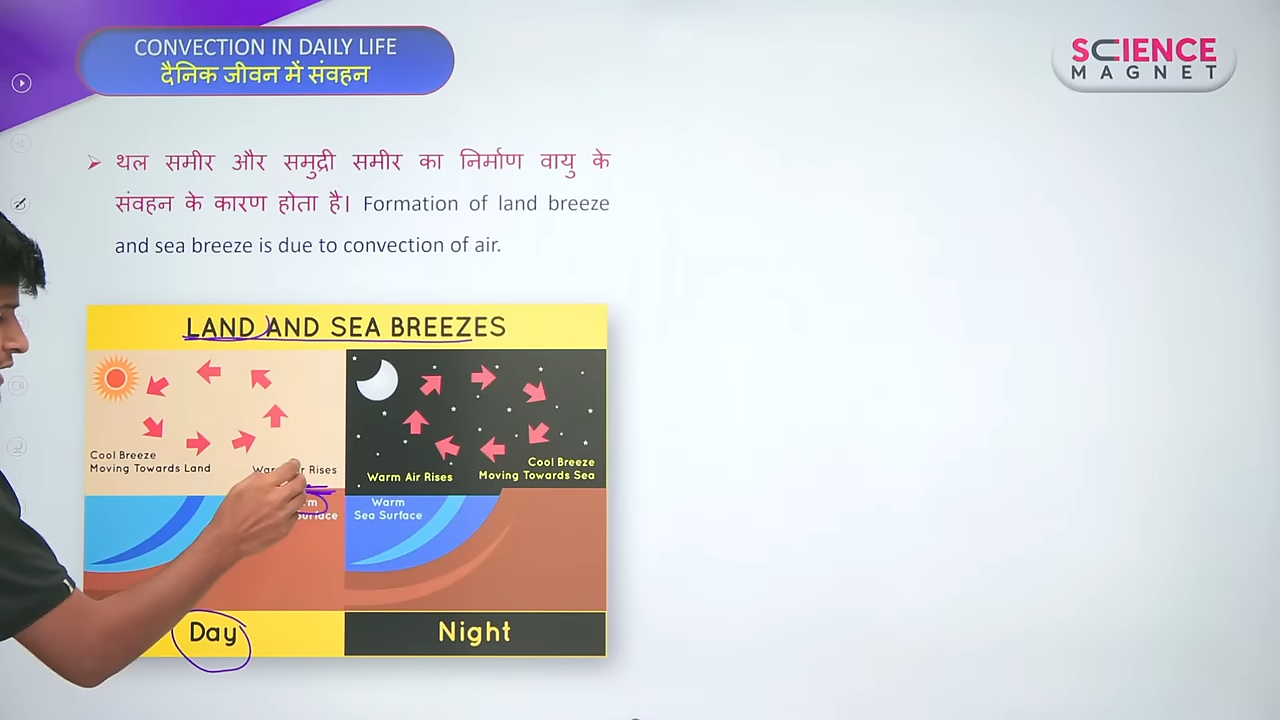 CONVECTION IN DAILY LIFE
दैनिक जीवन में संवहन
SCIENCE
MAGNET
थल समीर और समुद्री समीर का निर्माण वायु के
संवहन के कारण होता है। Formation of land breeze
and sea breeze is due to convection of air.
LAND AND SEA BREEZES
Cool Breeze
Moving Towards Land
Rises
Warm Air Rises
Cool Breeze
Moving Towards Sea
Warm
Sea Surface
Day
Night